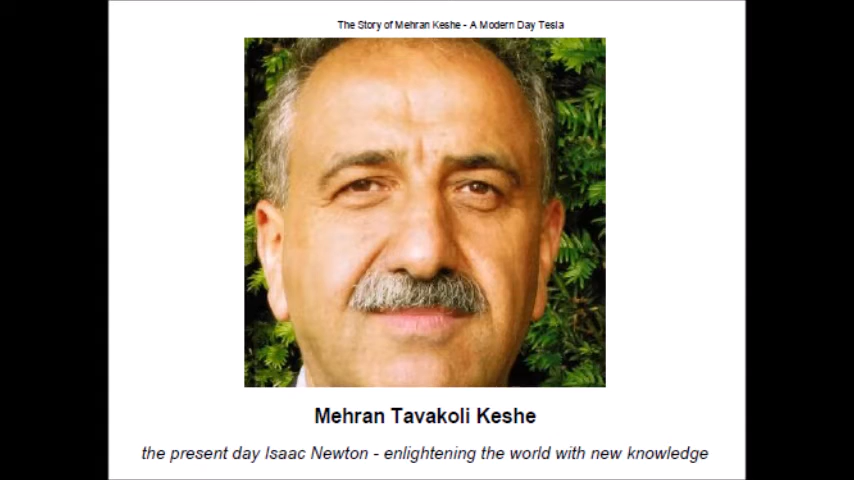 The Story of Mehran Keshe - A Modern Day Tesla
Mehran Tavakoli Keshe
the present day Isaac Newton - enlightening the world with new knowledge